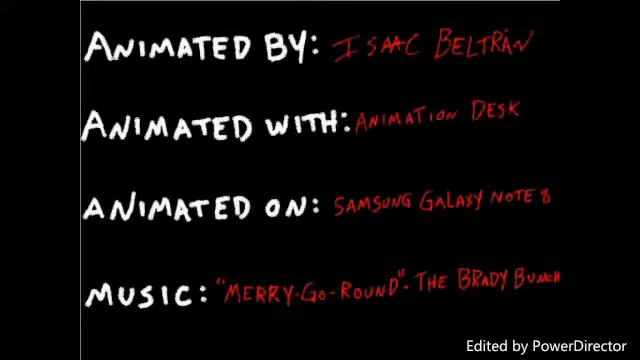 ANIMATED BY: ISAAC BELTRÁN
ANIMATED WITH: ANIMATION DESK
ANIMATED ON: SAMSUNG GALAXY NOTE 8
MUSIC: "MERRY-GO-ROUND"- THE BRADY BUNCH
Edited by PowerDirector